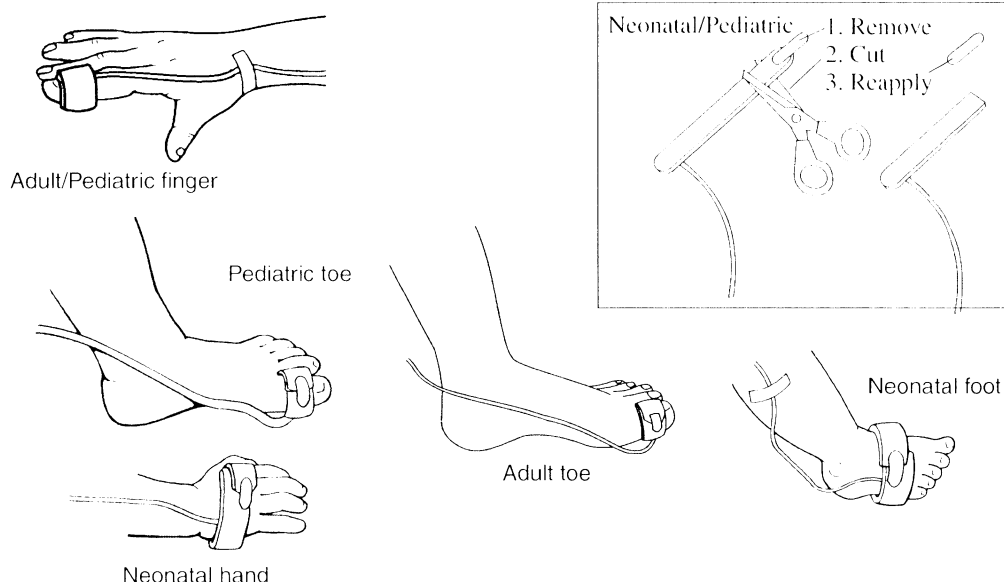 Neonatal/Pediatric
1. Remove
2. Cut
3. Reapply
Adult/Pediatric finger
Pediatric toe
Neonatal foot
Adult toe
Neonatal hand